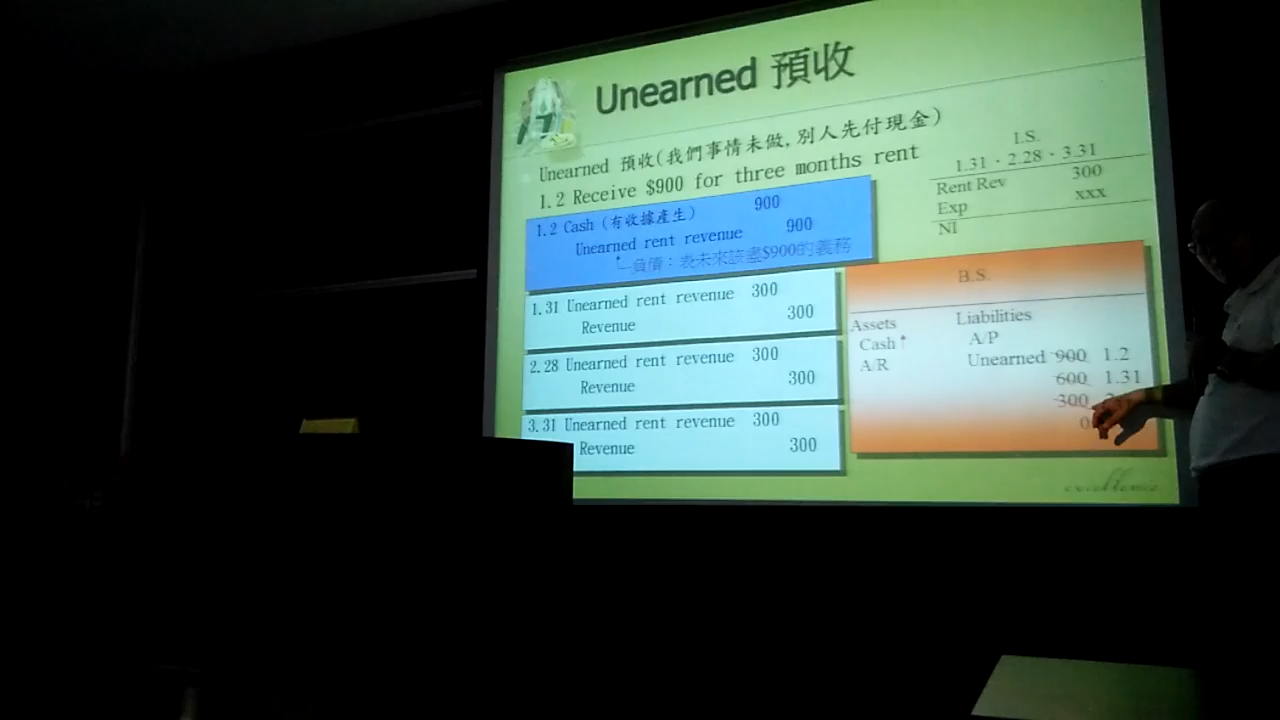 Unearned 預收
Unearned 預收(我們事情未做,別人先付現金)
1.2 Receive $900 for three months rent
1.2 Cash (有收據產生) 900
Unearned rent revenue 900
負債:表未來該盡$900的義務
1.31 Unearned rent revenue 300
Revenue 300
2.28 Unearned rent revenue 300
Revenue 300
3.31 Unearned rent revenue 300
Revenue 300
I.S.
1.31、2.28、3.31
Rent Rev 300
Exp xxx
NI
B.S.
Assets Liabilities
Cash↑ A/P
A/R Unearned 900 1.2
600 1.31
300
0